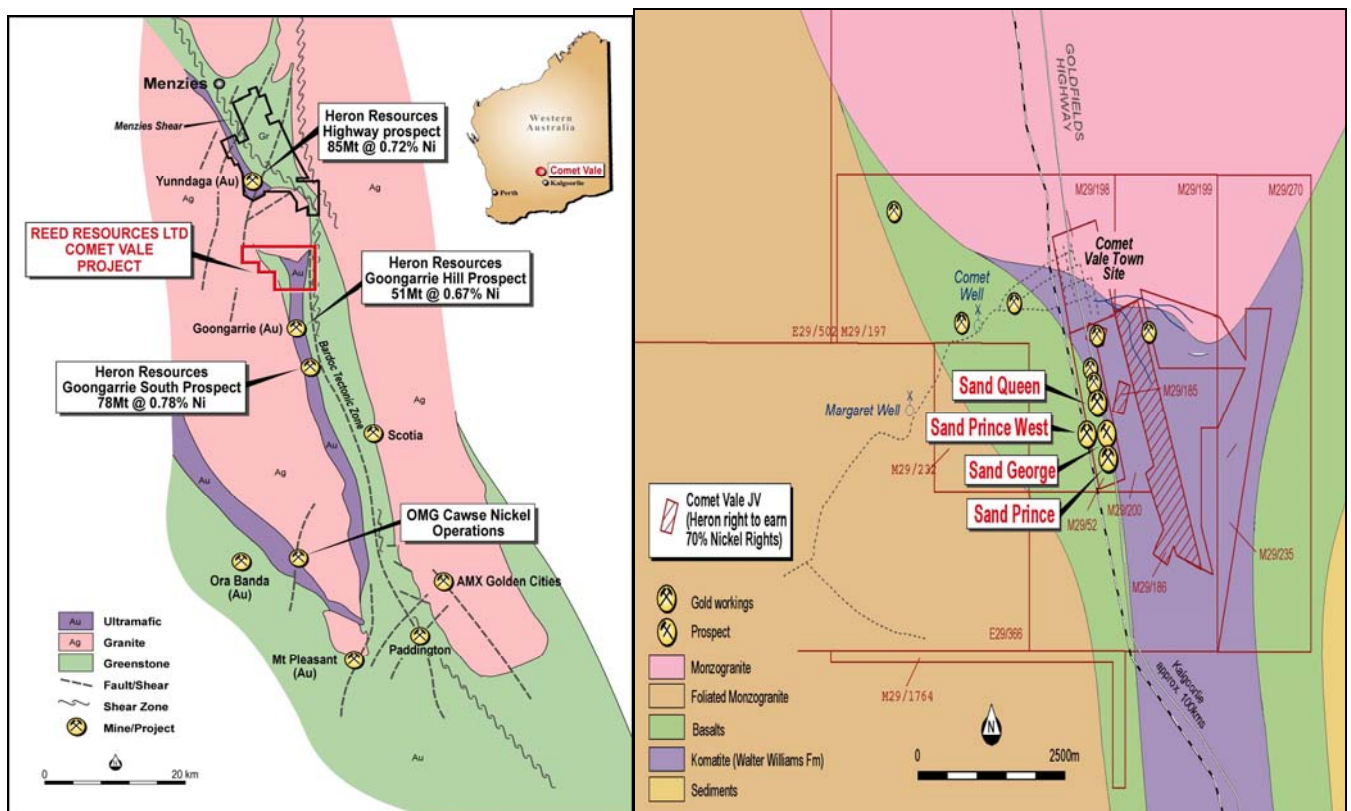 Menzies
Menzies Shear
Gr
Heron Resources
Highway prospect
85Mt @ 0.72% Ni
Western
Australia
Comet Vale
Perth
Kalgoorlie
Yunndaga (Au)
Ag
Ag
REED RESOURCES LTD
COMET VALE
PROJECT
Au
Heron Resources
Goongarrie Hill Prospect
51Mt @ 0.67% Ni
Goongarrie (Au)
Heron Resources
Goongarrie South Prospect
78Mt @ 0.78% Ni
Bardoc Tectonic Zone
Ag
Scotia
Au
Ag
Au
OMG Cawse Nickel
Operations
Ora Banda
(Au)
AMX Golden Cities
Paddington
Mt Pleasant
(Au)
Au
Au Ultramafic
Ag Granite
Greenstone
Fault/Shear
Shear Zone
Mine/Project
N
0 20 km
GOLDFIELDS
HIGHWAY
M29/198
M29/199
M29/270
Comet
Vale Town
Site
Comet
Well
E29/502
M29/197
Margaret Well
M29/185
Sand Queen
Sand Prince West
Sand George
Sand Prince
M29/232
M29/52
M29/200
M29/235
M29/186
Comet Vale JV
(Heron right to earn
70% Nickel Rights)
Gold workings
Prospect
Monzogranite
Foliated Monzogranite
Basalts
Komatite (Walter Williams Fm)
Sediments
E29/366
M29/1764
Kalgoorlie
approx. 100kms
N
0 2500m